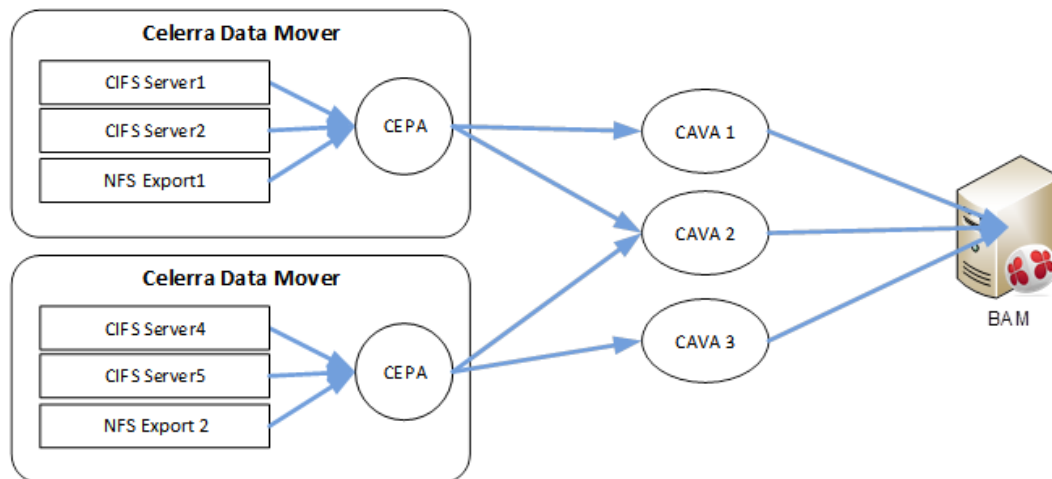 Celerra Data Mover
CIFS Server1
CIFS Server2
NFS Export1
CEPA
Celerra Data Mover
CIFS Server4
CIFS Server5
NFS Export 2
CEPA
CAVA 1
CAVA 2
CAVA 3
BAM